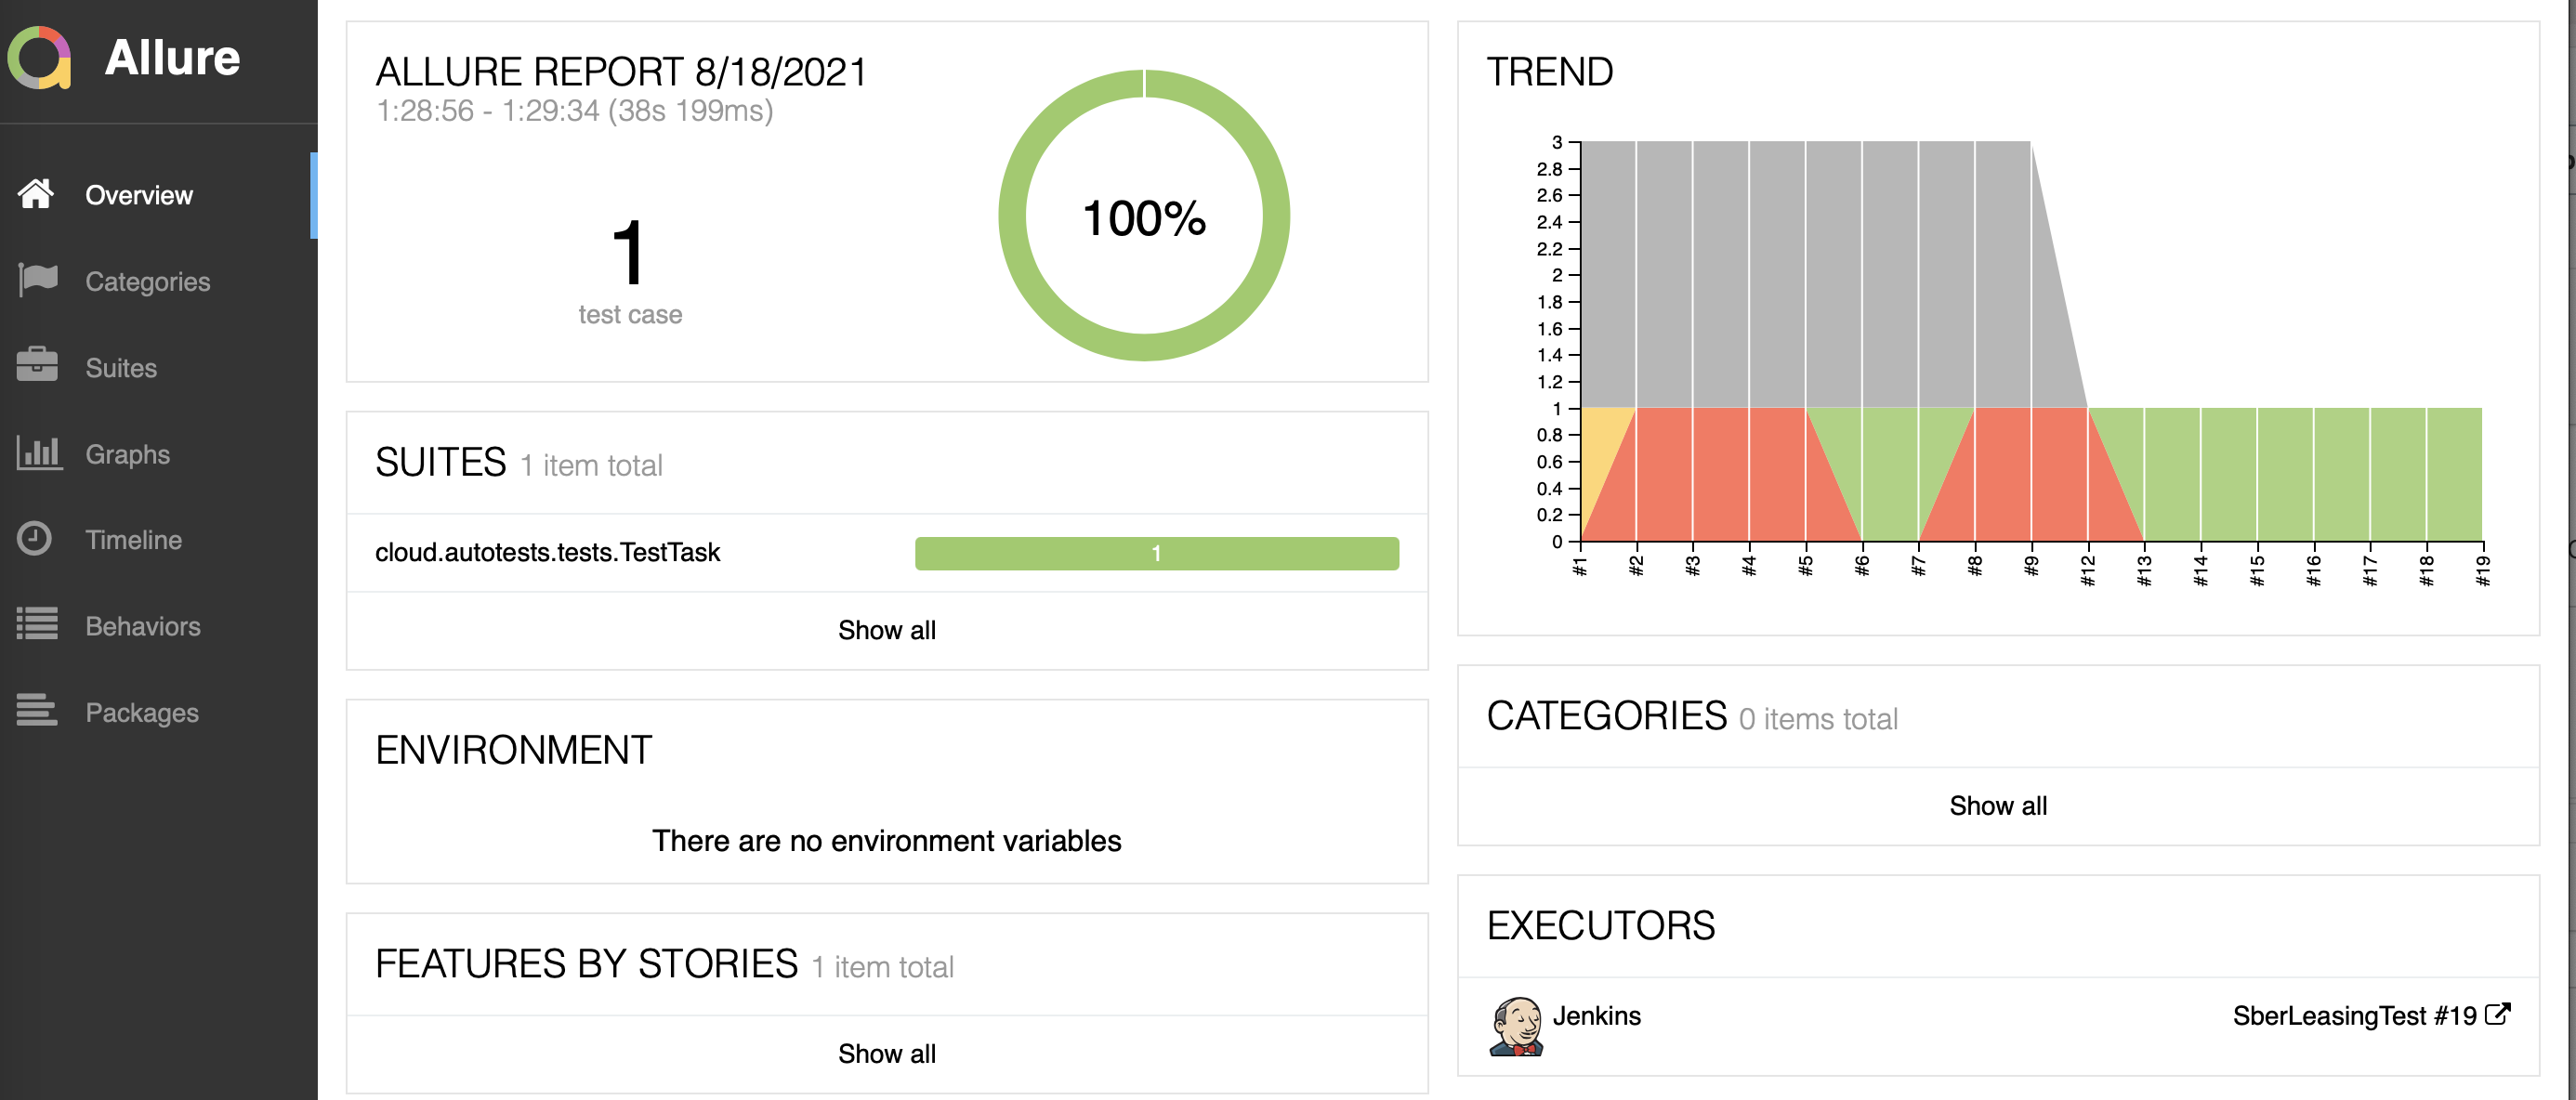 Allure
Overview
Categories
Suites
Graphs
Timeline
Behaviors
Packages
ALLURE REPORT 8/18/2021
1:28:56 - 1:29:34 (38s 199ms)
1
test case
100%
SUITES 1 item total
cloud.autotests.tests.TestTask 1
Show all
ENVIRONMENT
There are no environment variables
FEATURES BY STORIES 1 item total
Show all
TREND
3
2.8
2.6
2.4
2.2
2
1.8
1.6
1.4
1.2
1
0.8
0.6
0.4
0.2
0
#1 #2 #3 #4 #5 #6 #7 #8 #9 #12 #13 #14 #15 #16 #17 #18 #19
CATEGORIES 0 items total
Show all
EXECUTORS
Jenkins SberLeasingTest #19